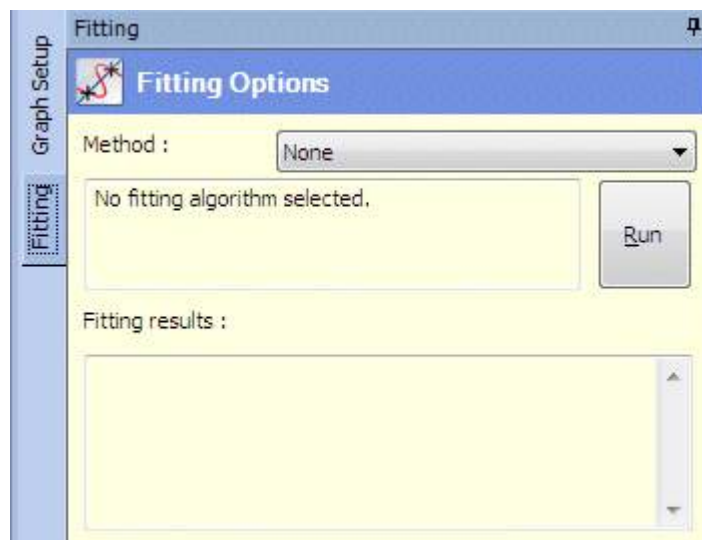 Fitting
Graph Setup
Fitting
Fitting Options
Method :
None
No fitting algorithm selected.
Run
Fitting results :